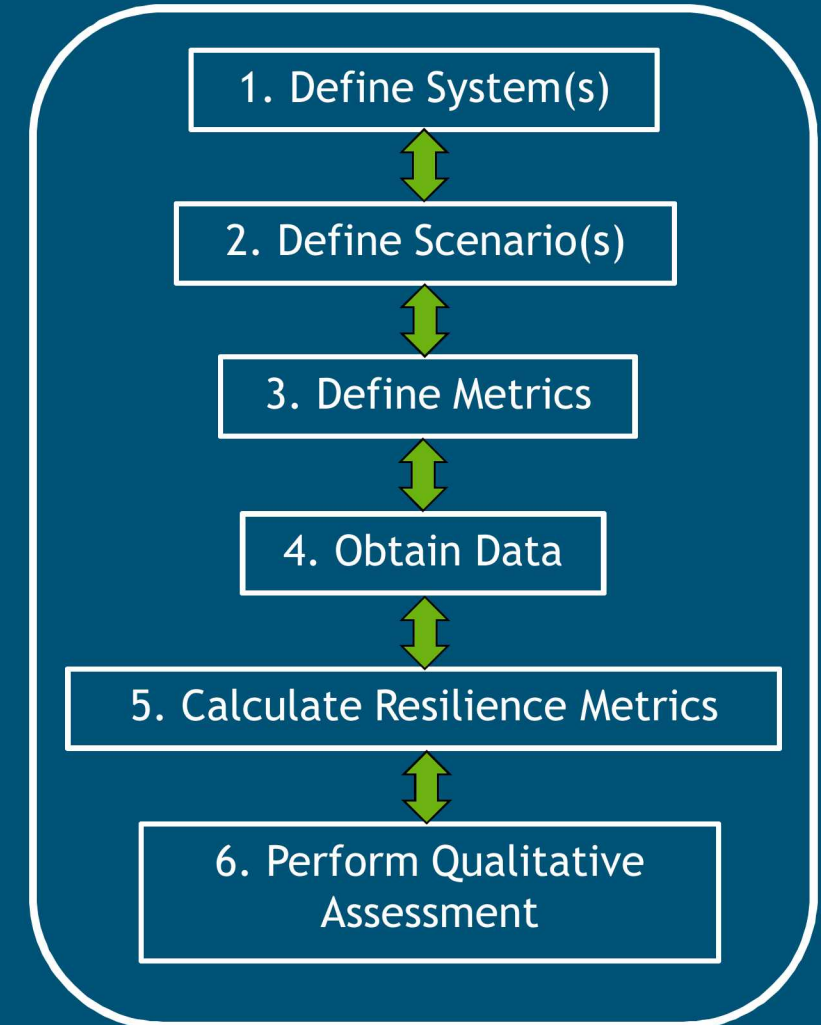 1. Define System(s)
2. Define Scenario(s)
3. Define Metrics
4. Obtain Data
5. Calculate Resilience Metrics
6. Perform Qualitative
Assessment